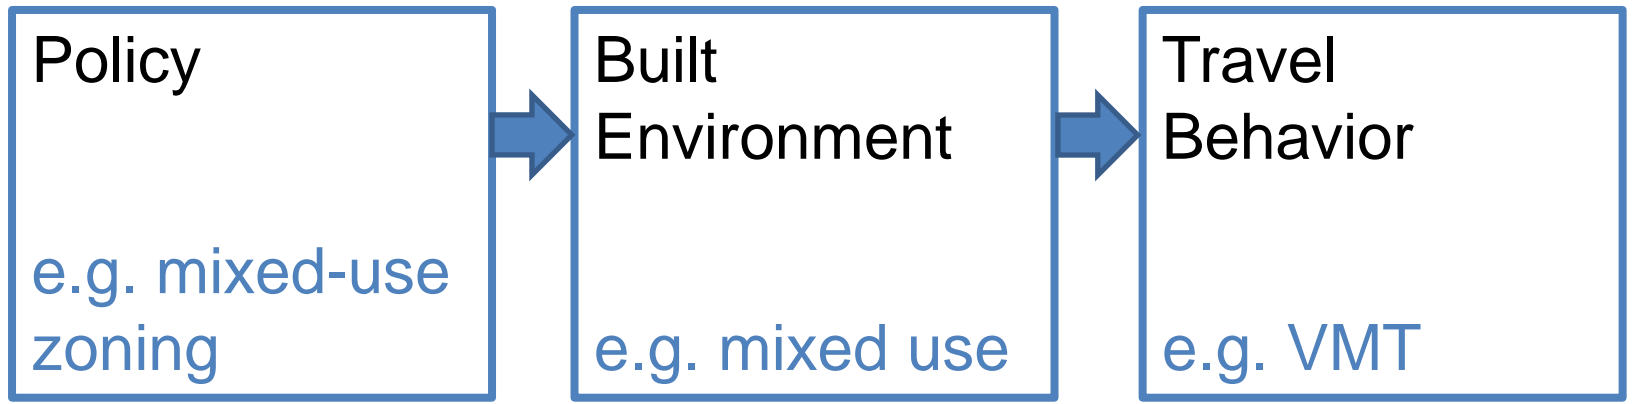 Policy
e.g. mixed-use
zoning
Built
Environment
e.g. mixed use
Travel
Behavior
e.g. VMT